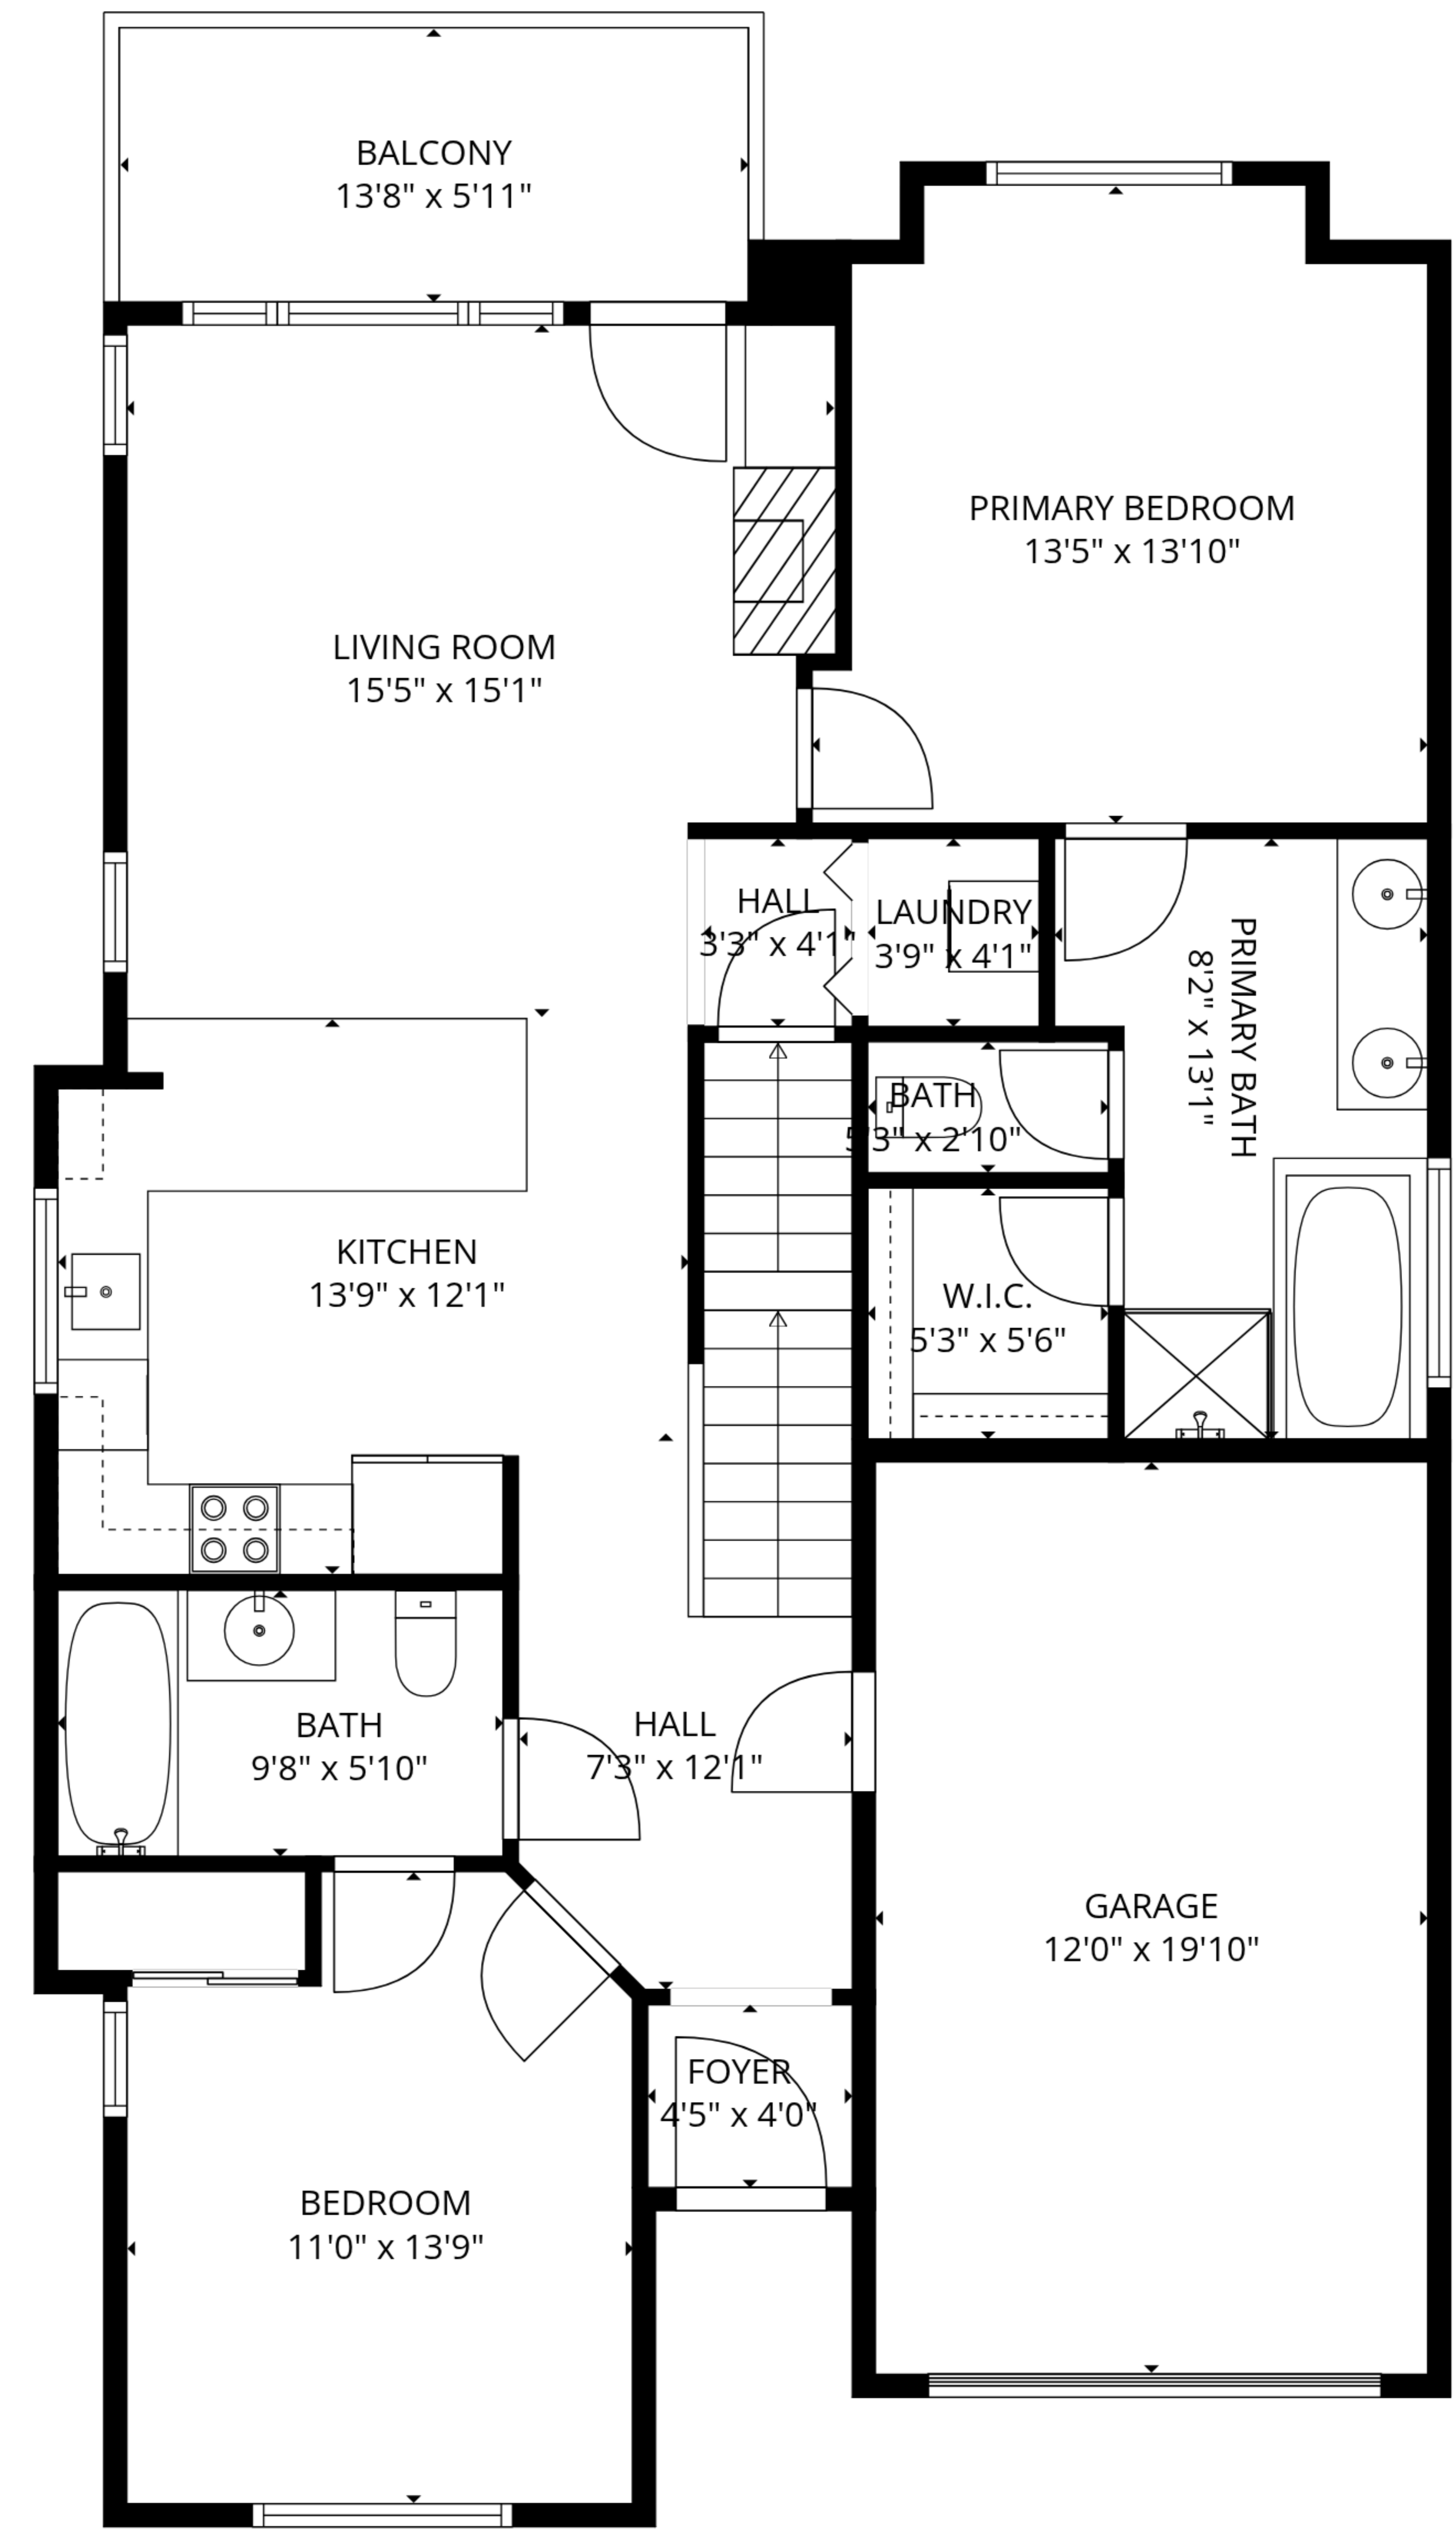 BALCONY
13'8" x 5'11"
PRIMARY BEDROOM
13'5" x 13'10"
LIVING ROOM
15'5" x 15'1"
HALL
3'3" x 4'1"
LAUNDRY
3'9" x 4'1"
PRIMARY BATH
8'2" x 13'1"
BATH
5'3" x 2'10"
KITCHEN
13'9" x 12'1"
W.I.C.
5'3" x 5'6"
BATH
9'8" x 5'10"
HALL
7'3" x 12'1"
GARAGE
12'0" x 19'10"
FOYER
4'5" x 4'0"
BEDROOM
11'0" x 13'9"